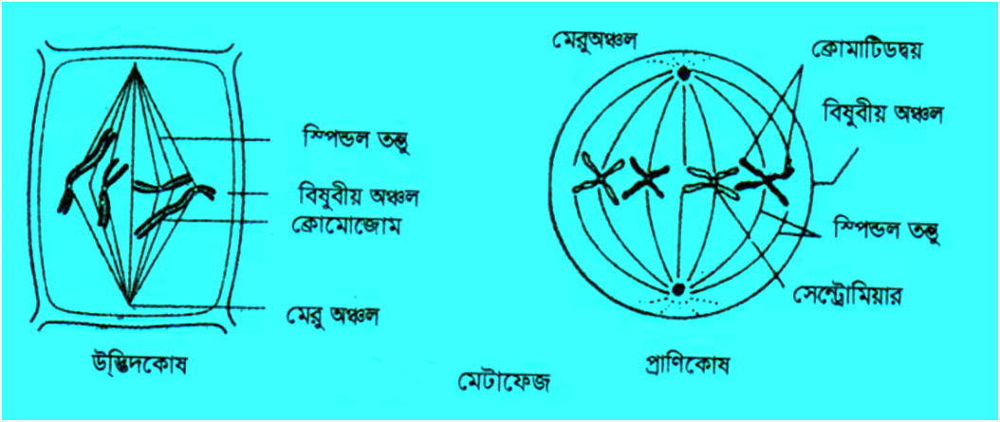 স্পিন্ডল তন্তু
বিষুবীয় অঞ্চল
ক্রোমোজোম
মেরু অঞ্চল
উদ্ভিদকোষ
মেরুঅঞ্চল
ক্রোমাটিডদ্বয়
বিষুবীয় অঞ্চল
স্পিন্ডল তন্তু
সেন্ট্রোমিয়ার
প্রাণিকোষ
মেটাফেজ